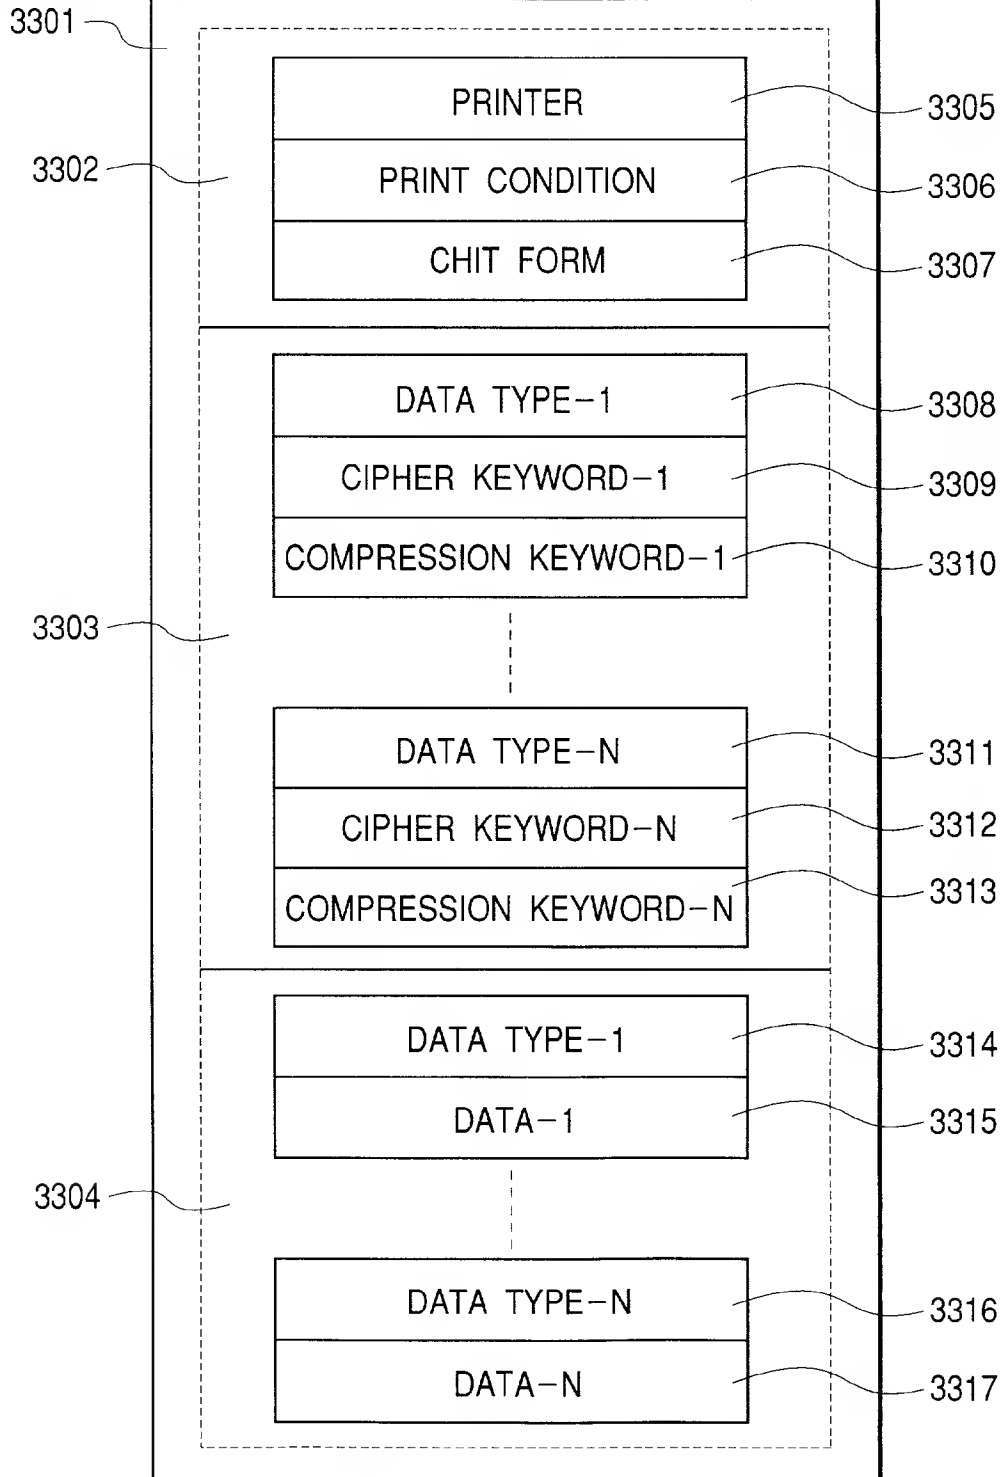 3301
PRINTER
3305
3302
PRINT CONDITION
3306
CHIT FORM
3307
DATA TYPE-1
3308
CIPHER KEYWORD-1
3309
COMPRESSION KEYWORD-1
3310
3303
DATA TYPE-N
3311
CIPHER KEYWORD-N
3312
COMPRESSION KEYWORD-N
3313
DATA TYPE-1
3314
DATA-1
3315
3304
DATA TYPE-N
3316
DATA-N
3317